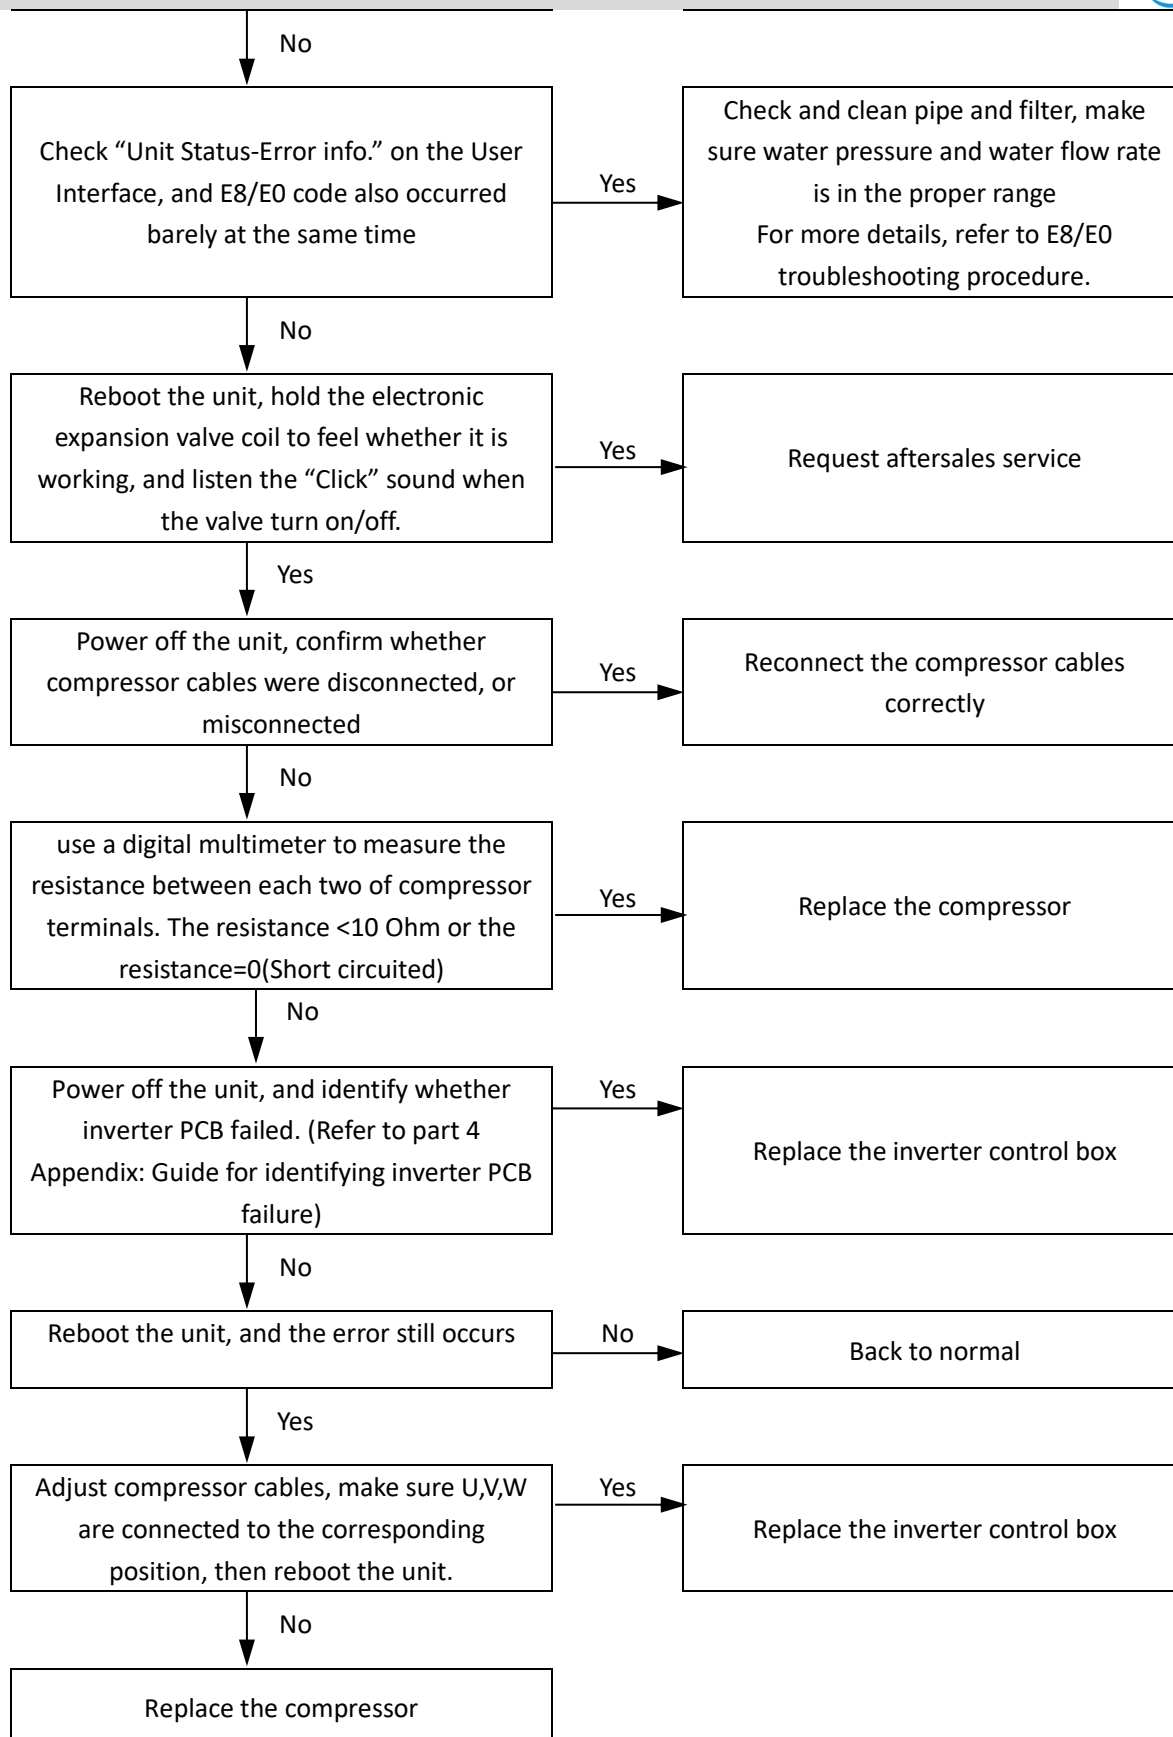 No
Check “Unit Status-Error info.” on the User
Interface, and E8/E0 code also occurred
barely at the same time
Yes
Check and clean pipe and filter, make
sure water pressure and water flow rate
is in the proper range
For more details, refer to E8/E0
troubleshooting procedure.
No
Reboot the unit, hold the electronic
expansion valve coil to feel whether it is
working, and listen the “Click” sound when
the valve turn on/off.
Yes
Request aftersales service
Yes
Power off the unit, confirm whether
compressor cables were disconnected, or
misconnected
Yes
Reconnect the compressor cables
correctly
No
use a digital multimeter to measure the
resistance between each two of compressor
terminals. The resistance <10 Ohm or the
resistance=0(Short circuited)
Yes
Replace the compressor
No
Power off the unit, and identify whether
inverter PCB failed. (Refer to part 4
Appendix: Guide for identifying inverter PCB
failure)
Yes
Replace the inverter control box
No
Reboot the unit, and the error still occurs
No
Back to normal
Yes
Adjust compressor cables, make sure U,V,W
are connected to the corresponding
position, then reboot the unit.
Yes
Replace the inverter control box
No
Replace the compressor